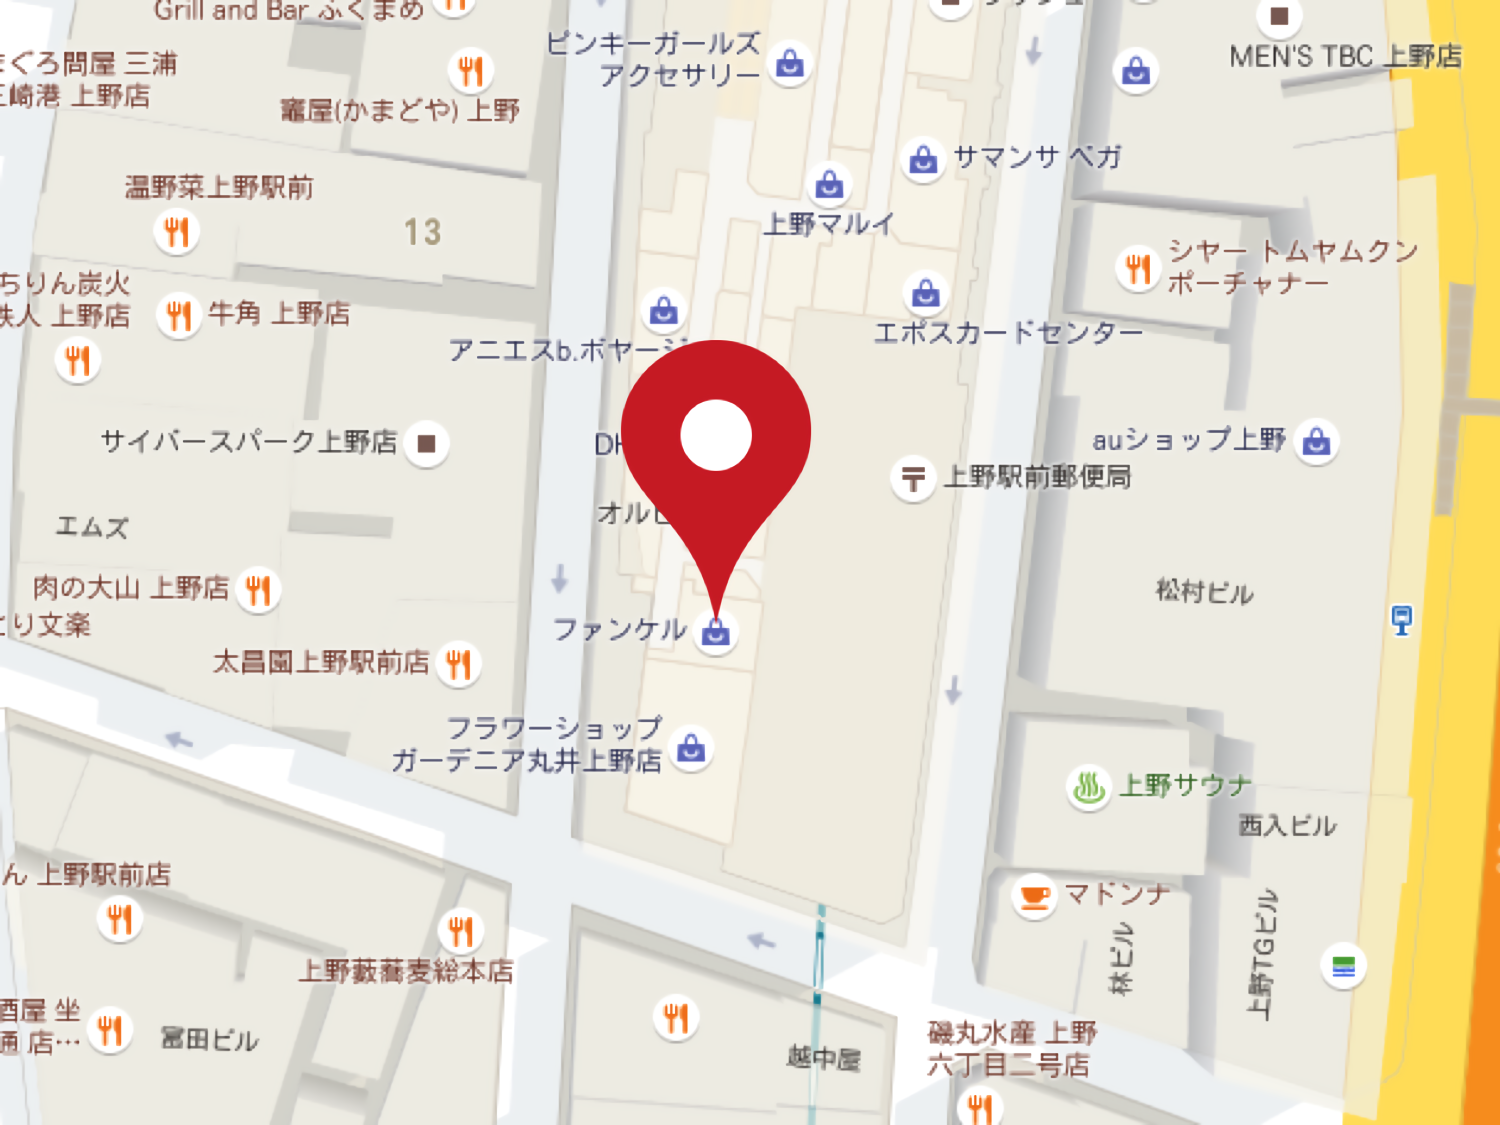 Grill and Bar ふくまめ
ピンキーガールズ
アクセサリー
MEN'S TBC 上野店
ぐろ問屋 三浦
崎港 上野店
竈屋(かまどや) 上野
サマンサ ベガ
温野菜上野駅前
上野マルイ
13
シヤー トムヤムクン
ポーチャナー
ちりん炭火
鉄人 上野店
牛角 上野店
エポスカードセンター
アニエスb.ボヤージ
サイバースパーク上野店
auショップ上野
上野駅前郵便局
オルビ
エムズ
肉の大山 上野店
松村ビル
り文楽
ファンケル
太昌園上野駅前店
フラワーショップ
ガーデニア丸井上野店
上野サウナ
西入ビル
ん 上野駅前店
マドンナ
林ビル
上野TGビル
上野藪蕎麦総本店
酒屋 坐
店…
冨田ビル
越中屋
磯丸水産 上野
六丁目二号店